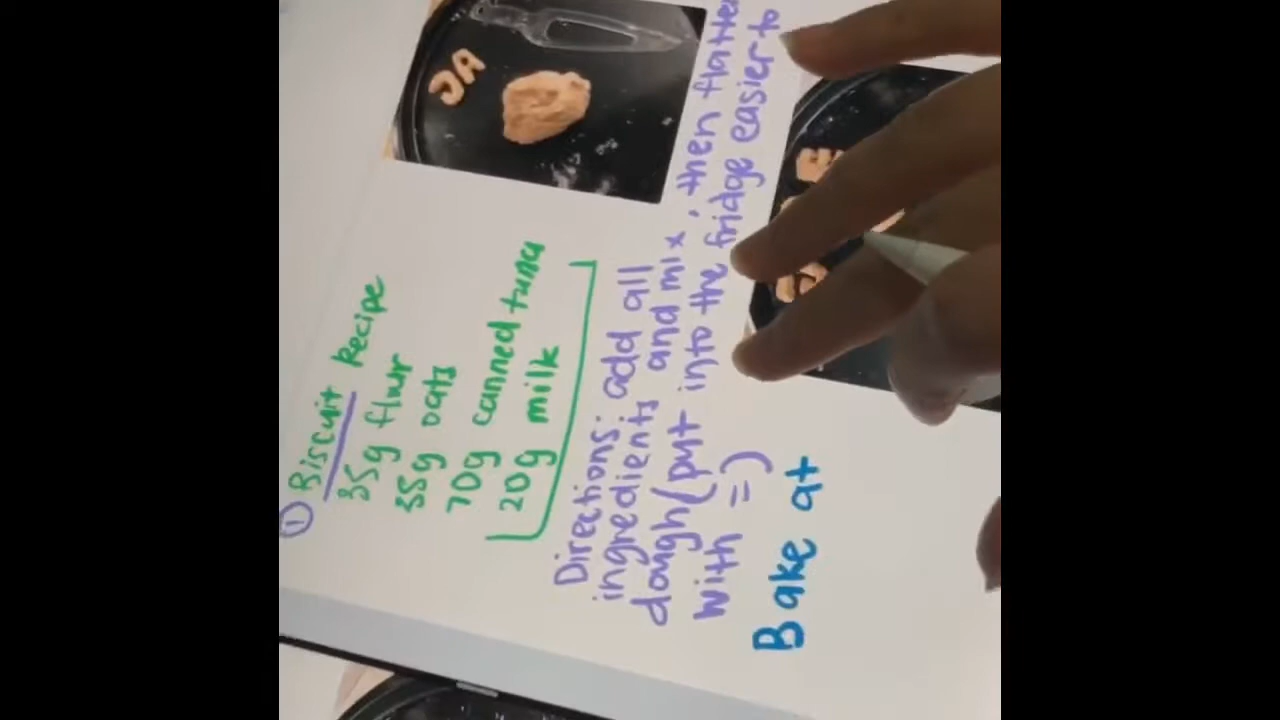 ① Biscuit Recipe
35g flour
35g oats
70g canned tuna
20g milk
Directions: add all
ingredients and mix, then flatten
dough (put into the fridge easier to
with =)
Bake at
JA